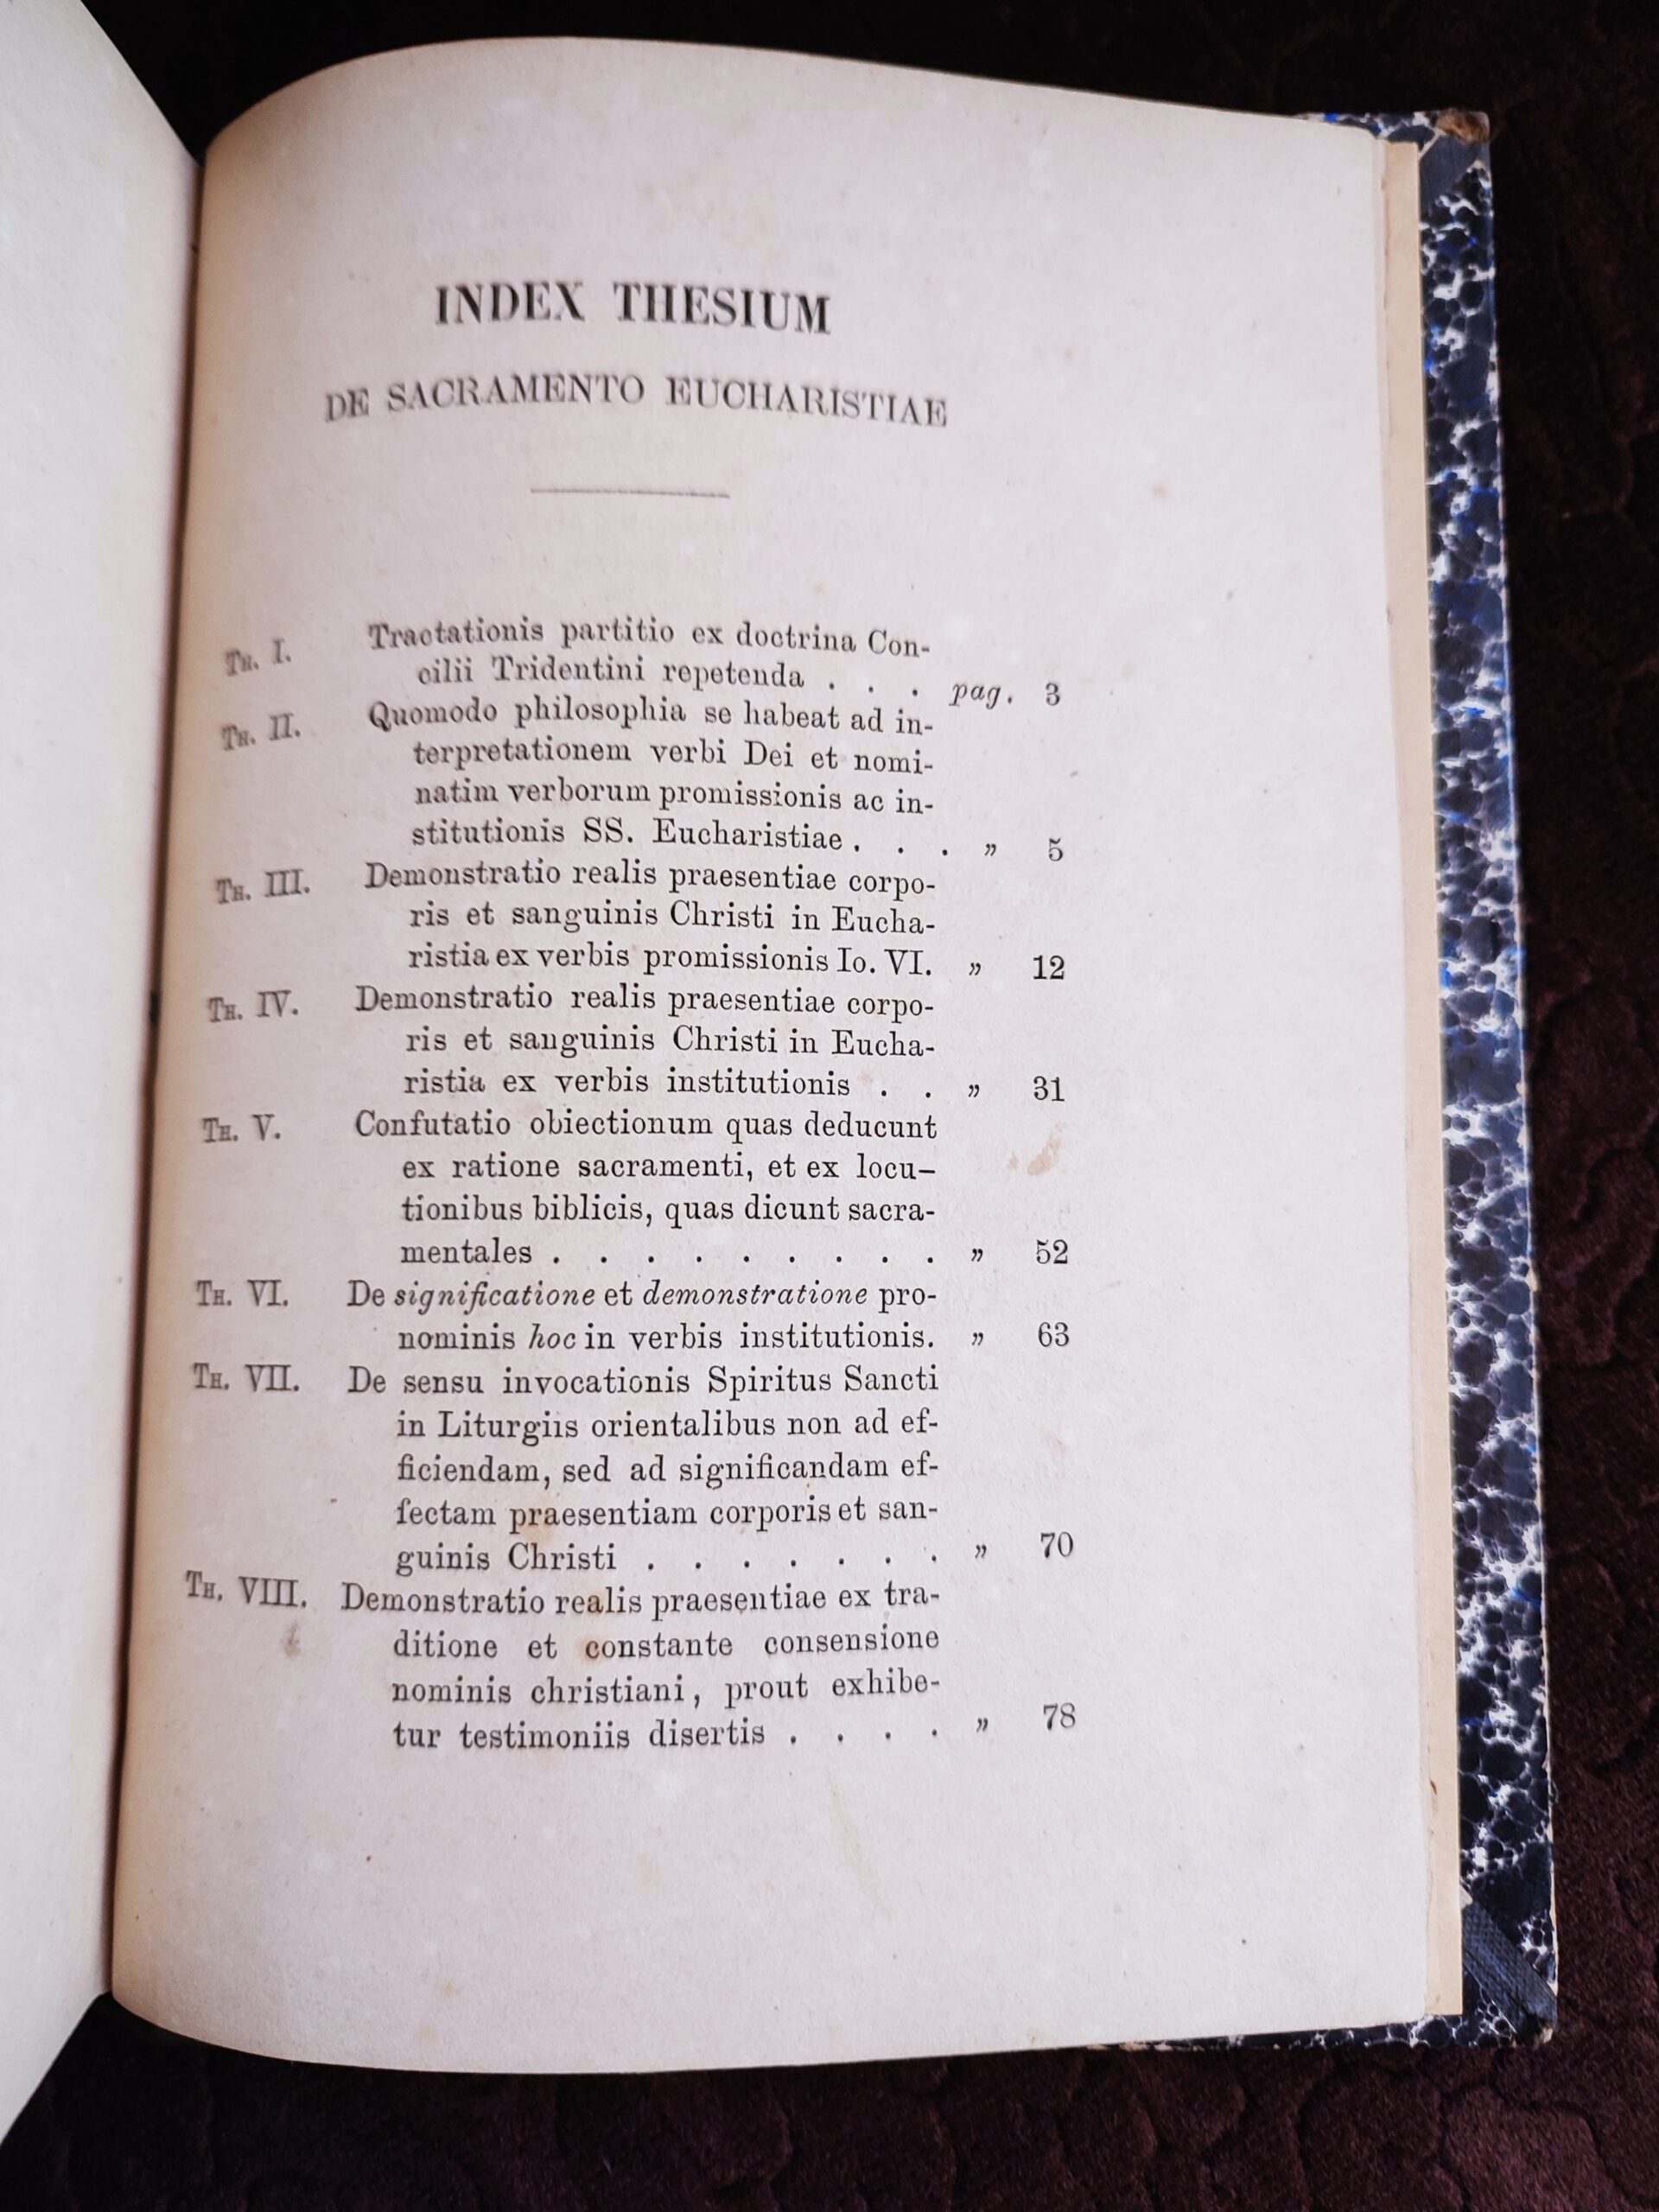 INDEX THESIUM
DE SACRAMENTO EUCHARISTIAE
TH. I. Tractationis partitio ex doctrina Con-
cilii Tridentini repetenda . . . pag. 3
TH. II. Quomodo philosophia se habeat ad in-
terpretationem verbi Dei et nomi-
natim verborum promissionis ac in-
stitutionis SS. Eucharistiae . . . „ 5
TH. III. Demonstratio realis praesentiae corpo-
ris et sanguinis Christi in Eucha-
ristia ex verbis promissionis Io. VI. „ 12
TH. IV. Demonstratio realis praesentiae corpo-
ris et sanguinis Christi in Eucha-
ristia ex verbis institutionis . . „ 31
TH. V. Confutatio obiectionum quas deducunt
ex ratione sacramenti, et ex locu-
tionibus biblicis, quas dicunt sacra-
mentales . . . . . . . . . „ 52
TH. VI. De significatione et demonstratione pro-
nominis hoc in verbis institutionis. „ 63
TH. VII. De sensu invocationis Spiritus Sancti
in Liturgiis orientalibus non ad ef-
ficiendam, sed ad significandam ef-
fectam praesentiam corporis et san-
guinis Christi . . . . . . . „ 70
TH. VIII. Demonstratio realis praesentiae ex tra-
ditione et constante consensione
nominis christiani, prout exhibe-
tur testimoniis disertis . . . . „ 78